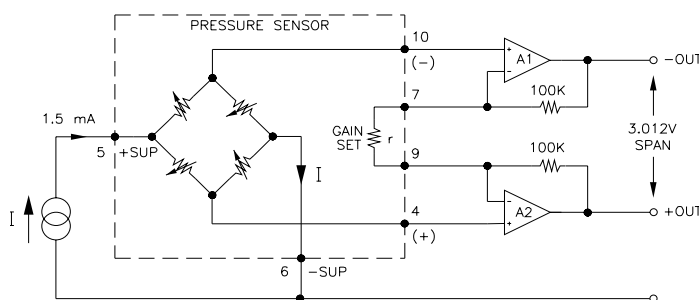 PRESSURE SENSOR
10
(-)
A1
-OUT
+
-
7
100K
1.5 mA
GAIN
SET
r
3.012V
SPAN
5
+SUP
9
100K
I
I
-
+
A2
4
(+)
+OUT
6
-SUP